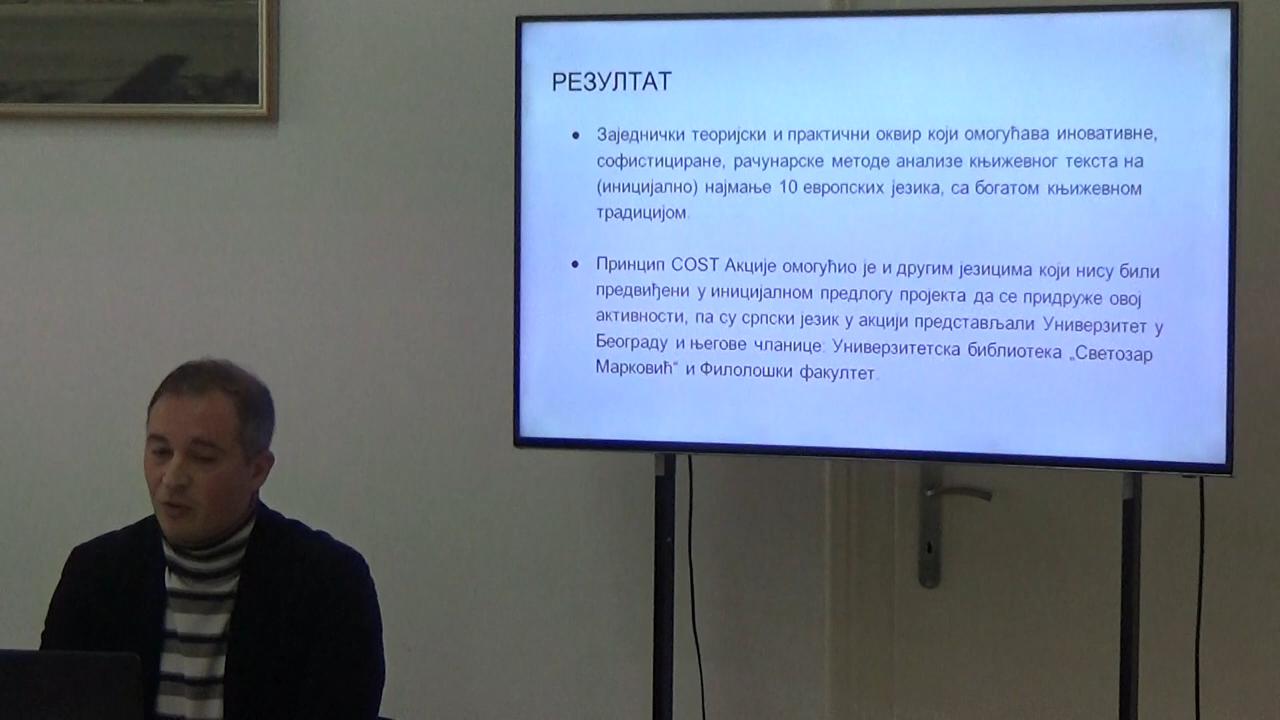 РЕЗУЛТАТ
Заједнички теоријски и практични оквир који омогућава иновативне,
софистициране, рачунарске методе анализе књижевног текста на
(иницијално) најмање 10 европских језика, са богатом књижевном
традицијом.
Принцип COST Акције омогућио је и другим језицима који нису били
предвиђени у иницијалном предлогу пројекта да се придруже овој
активности, па су српски језик у акцији представљали Универзитет у
Београду и његове чланице: Универзитетска библиотека „Светозар
Марковић“ и Филолошки факултет.